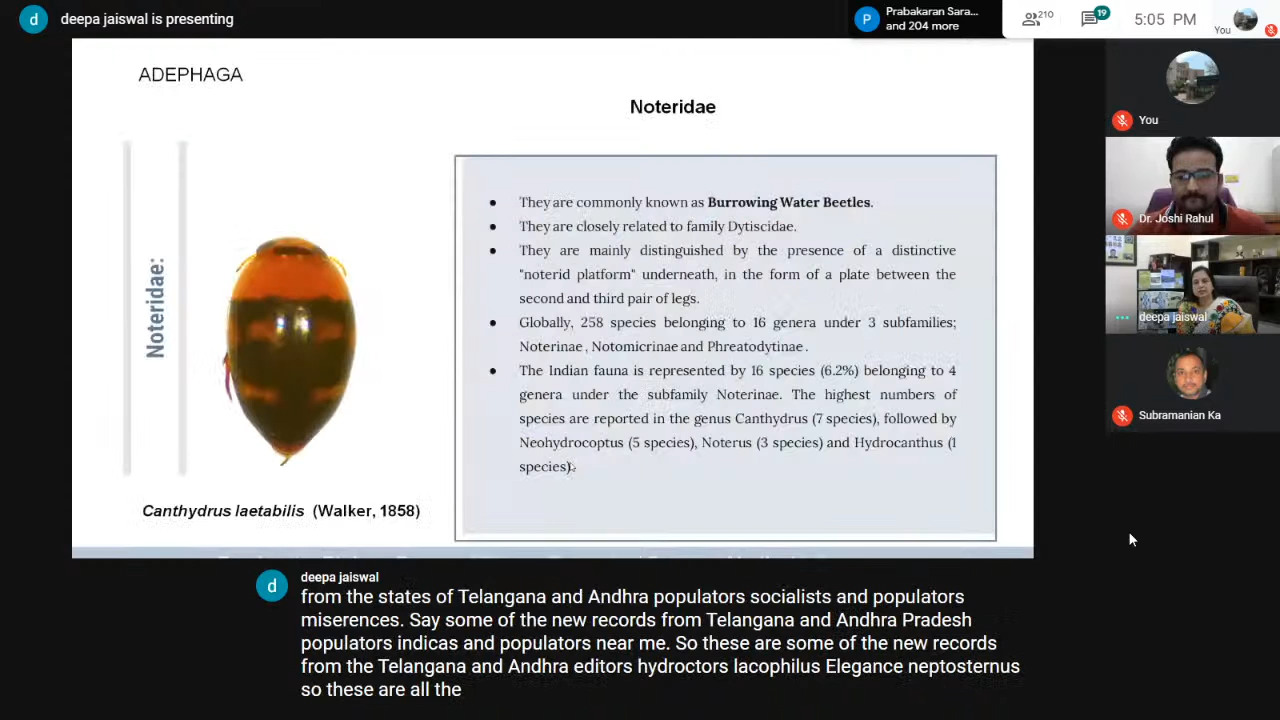 d
deepa jaiswal is presenting
P
Prabakaran Sara...
and 204 more
210
19
5:05 PM
You
ADEPHAGA
Noteridae
Noteridae:
Canthydrus laetabilis (Walker, 1858)
• They are commonly known as Burrowing Water Beetles.
• They are closely related to family Dytiscidae.
• They are mainly distinguished by the presence of a distinctive
"noterid platform" underneath, in the form of a plate between the
second and third pair of legs.
• Globally, 258 species belonging to 16 genera under 3 subfamilies;
Noterinae , Notomicrinae and Phreatodytinae .
• The Indian fauna is represented by 16 species (6.2%) belonging to 4
genera under the subfamily Noterinae. The highest numbers of
species are reported in the genus Canthydrus (7 species), followed by
Neohydrocoptus (5 species), Noterus (3 species) and Hydrocanthus (1
species).
You
Dr. Joshi Rahul
deepa jaiswal
Subramanian Ka
d
deepa jaiswal
from the states of Telangana and Andhra populators socialists and populators
miserences. Say some of the new records from Telangana and Andhra Pradesh
populators indicas and populators near me. So these are some of the new records
from the Telangana and Andhra editors hydroctors lacophilus Elegance neptosternus
so these are all the